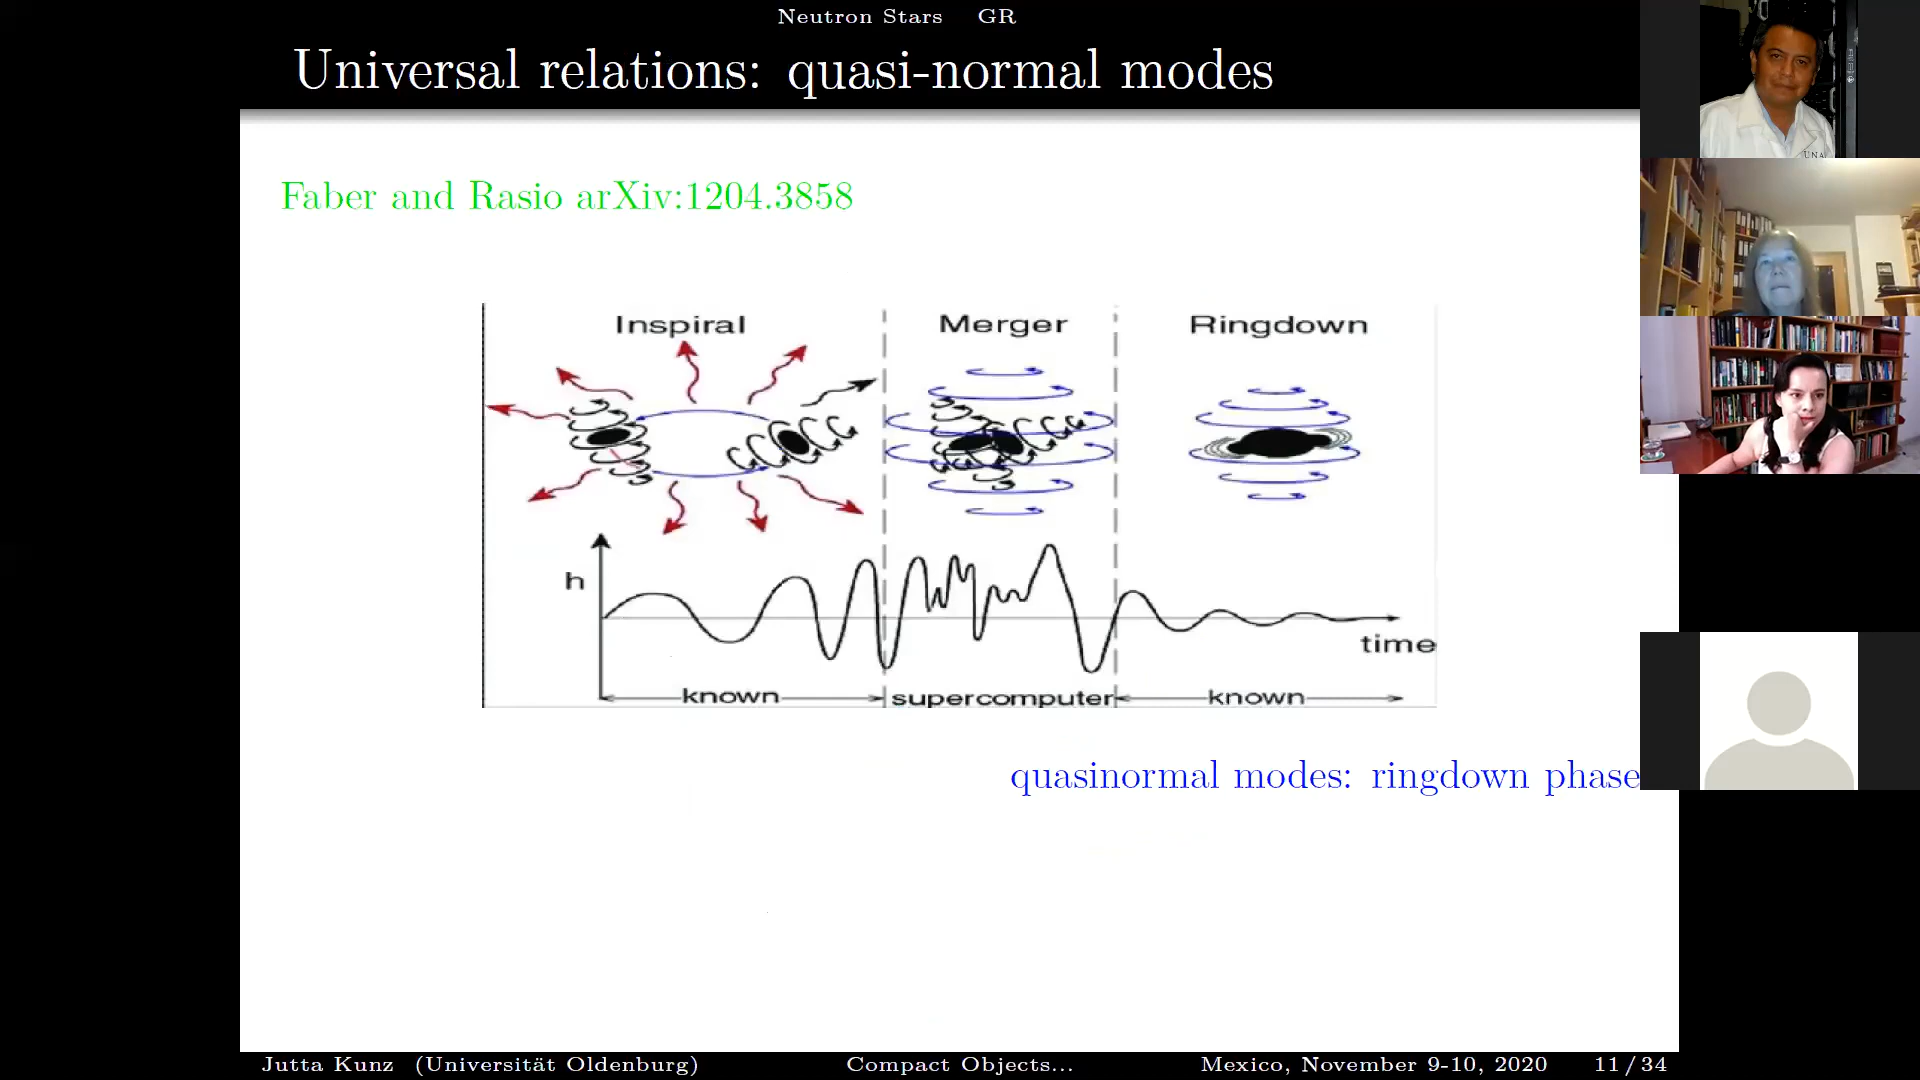 Neutron Stars GR
Universal relations: quasi-normal modes
Faber and Rasio arXiv:1204.3858
Inspiral Merger Ringdown
h
time
known supercomputer known
quasinormal modes: ringdown phase
Jutta Kunz (Universität Oldenburg) Compact Objects... Mexico, November 9-10, 2020 11 / 34
UNA